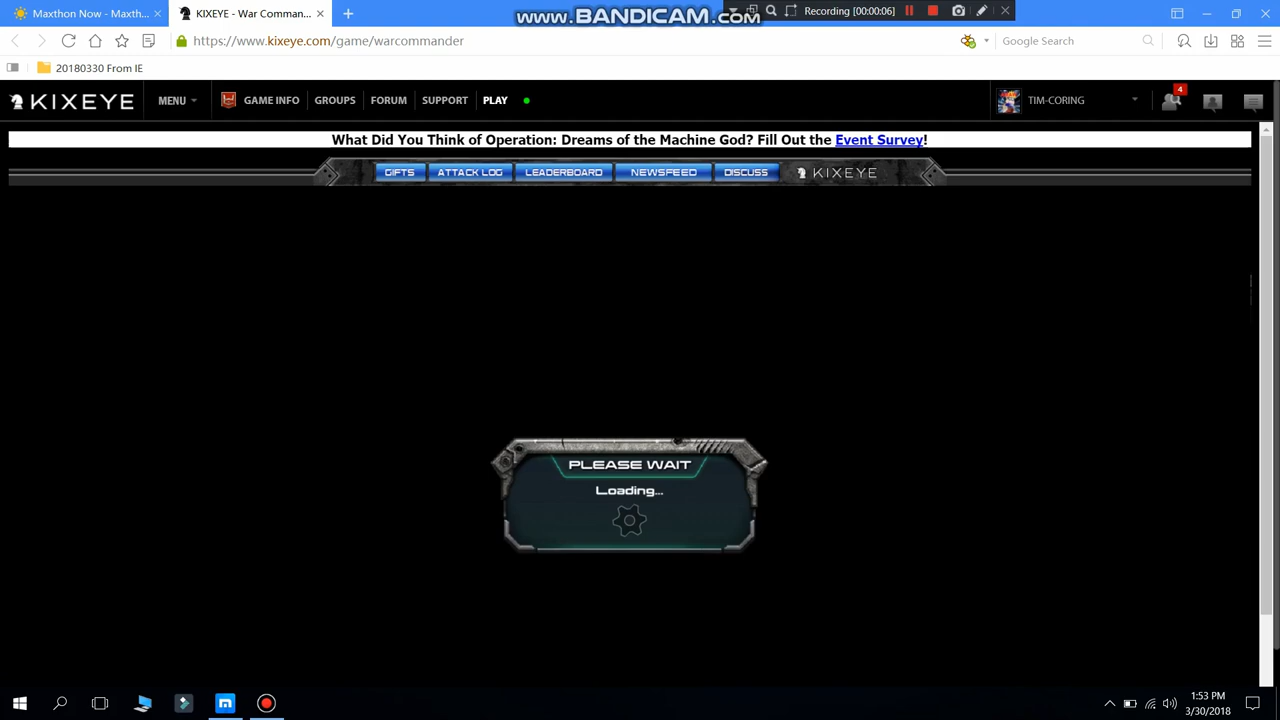 Maxthon Now - Maxth...
KIXEYE - War Comman...
www.BANDICAM.com
Recording [00:00:06]
https://www.kixeye.com/game/warcommander
Google Search
20180330 From IE
KIXEYE
MENU
GAME INFO
GROUPS
FORUM
SUPPORT
PLAY
TIM-CORING
4
What Did You Think of Operation: Dreams of the Machine God? Fill Out the Event Survey!
GIFTS
ATTACK LOG
LEADERBOARD
NEWSFEED
DISCUSS
KIXEYE
PLEASE WAIT
Loading...
1:53 PM
3/30/2018